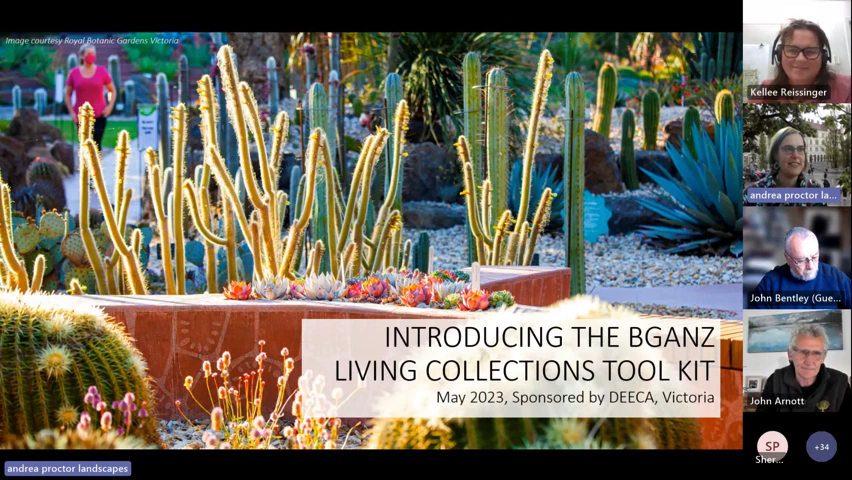 Image courtesy Royal Botanic Gardens Victoria
INTRODUCING THE BGANZ
LIVING COLLECTIONS TOOL KIT
May 2023, Sponsored by DEECA, Victoria
andrea proctor landscapes
Kellee Reissinger
andrea proctor la...
John Bentley (Gue...
John Arnott
SP
Sher...
+34